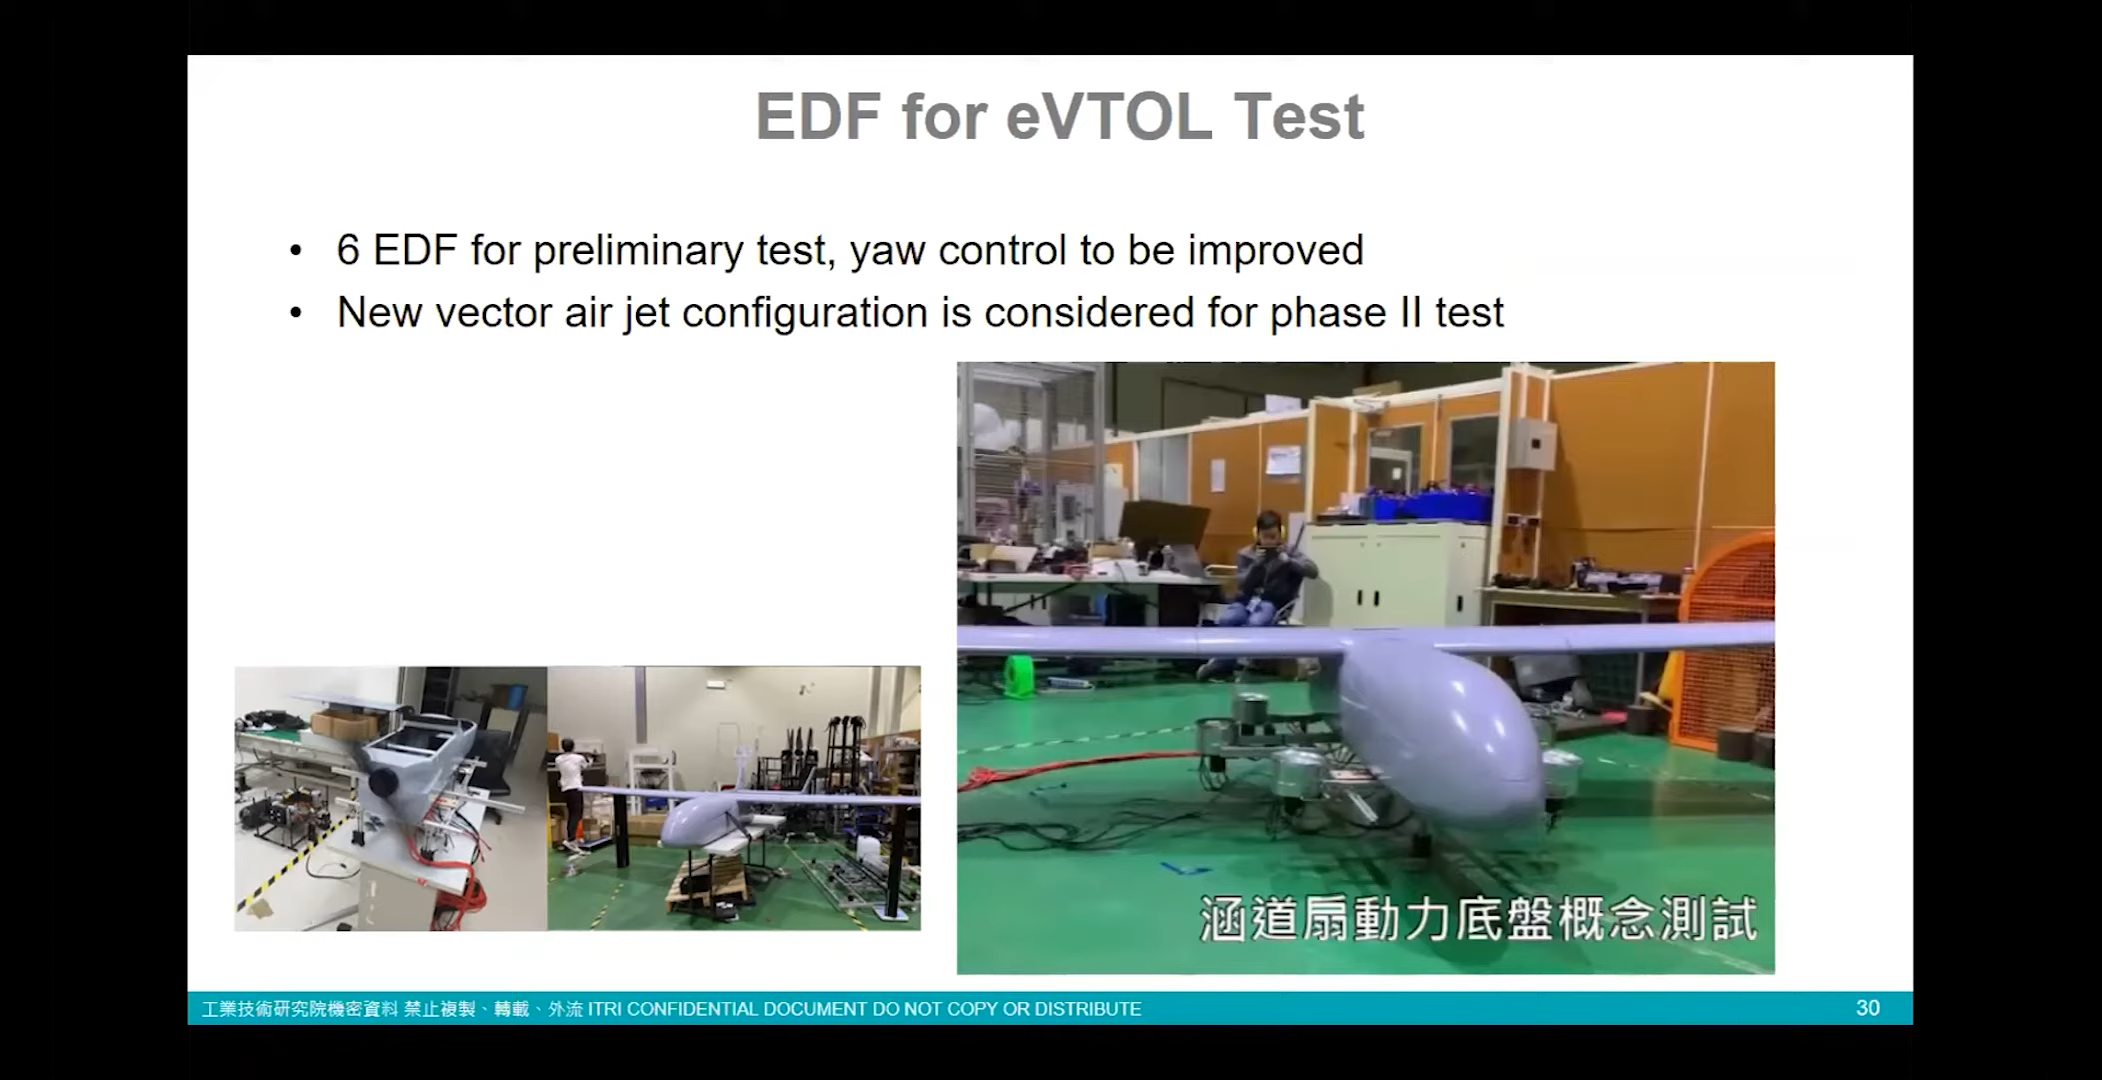 EDF for eVTOL Test
• 6 EDF for preliminary test, yaw control to be improved
• New vector air jet configuration is considered for phase II test
涵道扇動力底盤概念測試
工業技術研究院機密資料 禁止複製、轉載、外流 ITRI CONFIDENTIAL DOCUMENT DO NOT COPY OR DISTRIBUTE
30